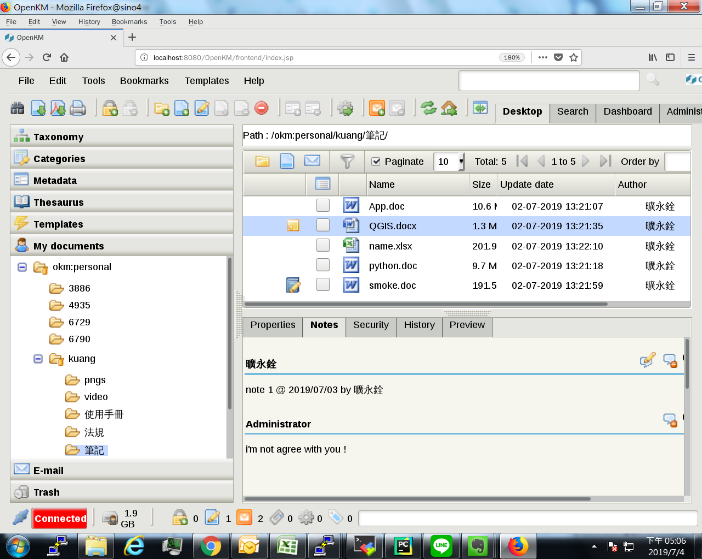 OpenKM - Mozilla Firefox@sino4
File Edit View History Bookmarks Tools Help
OpenKM
localhost:8080/OpenKM/frontend/index.jsp 160%
File Edit Tools Bookmarks Templates Help
Desktop Search Dashboard Adminis
Taxonomy
Categories
Metadata
Thesaurus
Templates
My documents
okm:personal
3886
4935
6729
6790
kuang
pngs
video
使用手冊
法規
筆記
E-mail
Trash
Path : /okm:personal/kuang/筆記/
Paginate 10 Total: 5 1 to 5 Order by
Name Size Update date Author
App.doc 10.6 M 02-07-2019 13:21:07 曠永銓
QGIS.docx 1.3 M 02-07-2019 13:21:35 曠永銓
name.xlsx 201.9 02-07-2019 13:22:10 曠永銓
python.doc 9.7 M 02-07-2019 13:21:18 曠永銓
smoke.doc 191.5 02-07-2019 13:21:59 曠永銓
Properties Notes Security History Preview
曠永銓
note 1 @ 2019/07/03 by 曠永銓
Administrator
i'm not agree with you !
Connected 1.9 GB 0 1 2 0 0 0
下午 05:06
2019/7/4